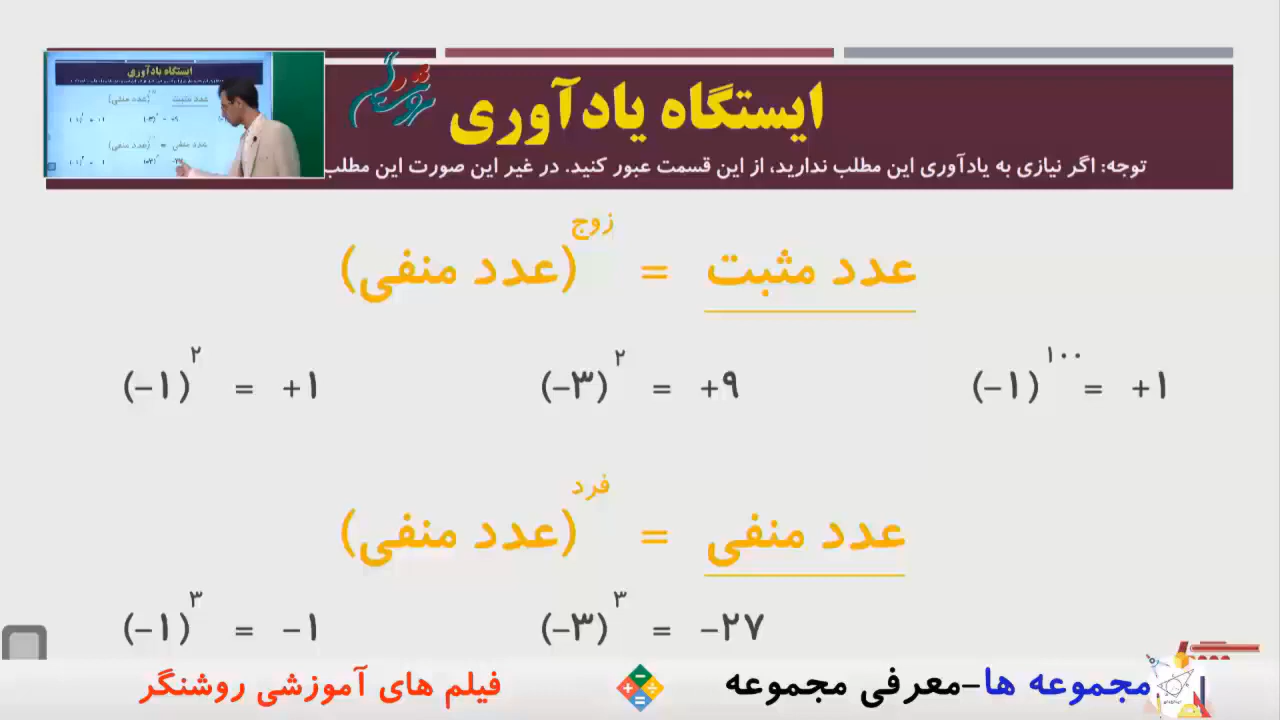 ایستگاه یادآوری
توجه: اگر نیازی به یادآوری این مطلب ندارید، از این قسمت عبور کنید. در غیر این صورت این مطلب
(عدد منفی)^زوج = عدد مثبت
(-۱)^۲ = +۱
(-۳)^۲ = +۹
(-۱)^۱۰۰ = +۱
(عدد منفی)^فرد = عدد منفی
(-۱)^۳ = -۱
(-۳)^۳ = -۲۷
مجموعه ها-معرفی مجموعه
فیلم های آموزشی روشنگر